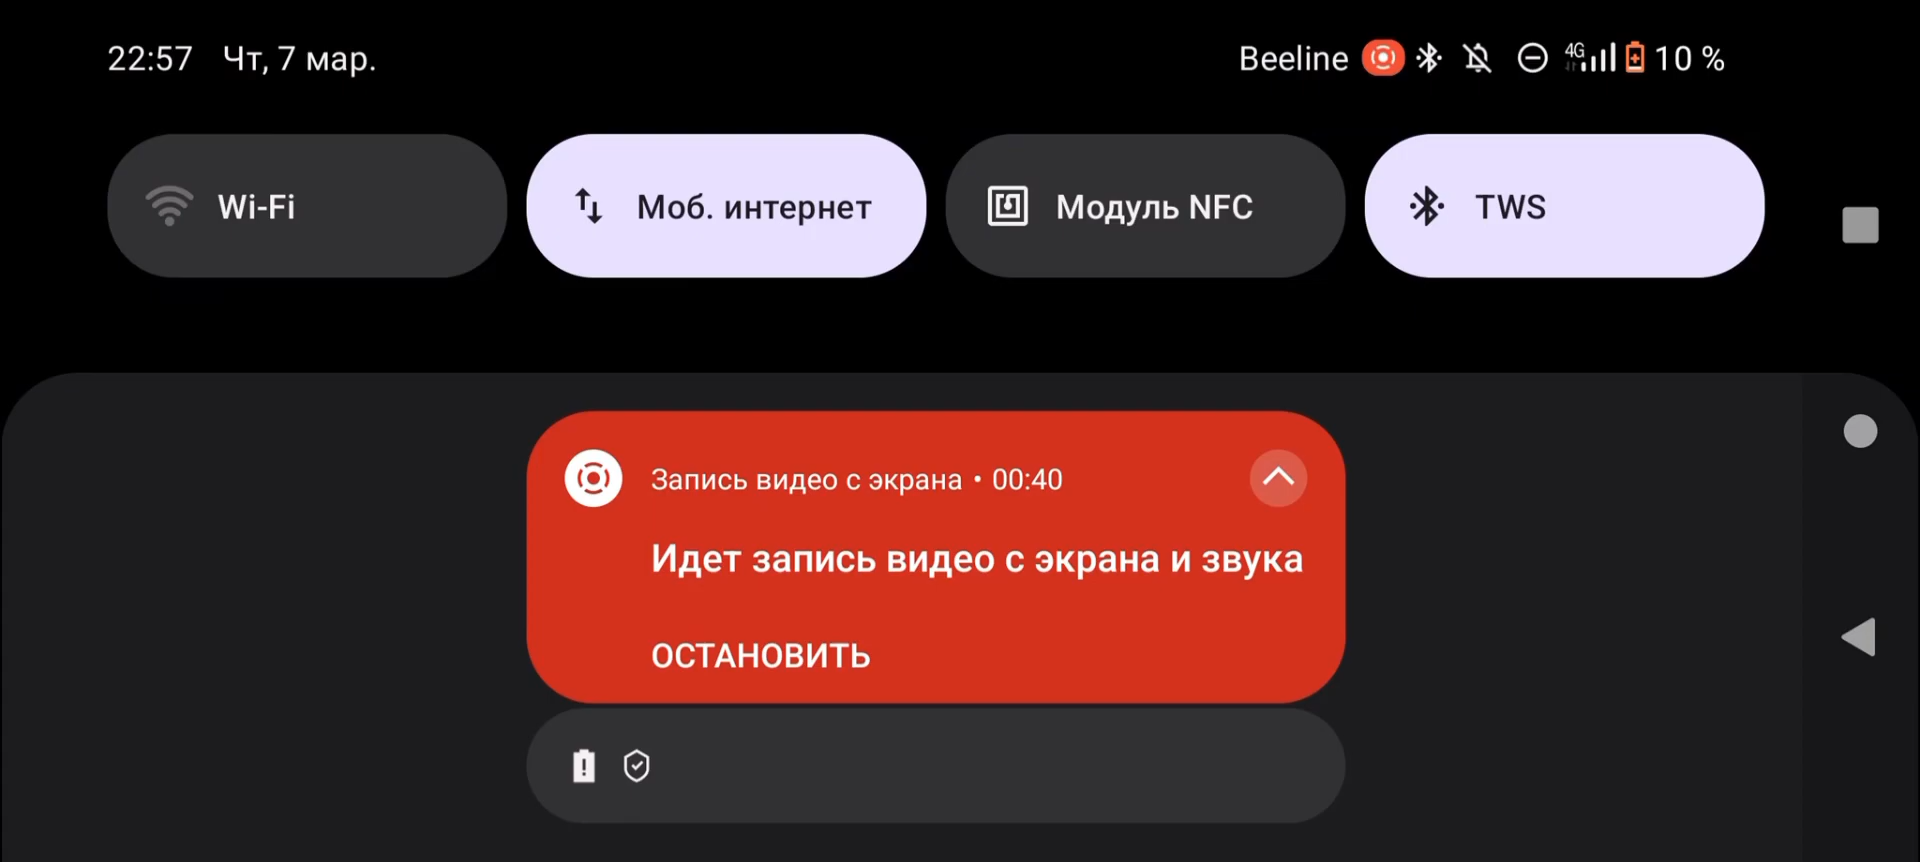 22:57 Чт, 7 мар.
Beeline 4G 10 %
Wi-Fi
Моб. интернет
Модуль NFC
TWS
Запись видео с экрана • 00:40
Идет запись видео с экрана и звука
ОСТАНОВИТЬ